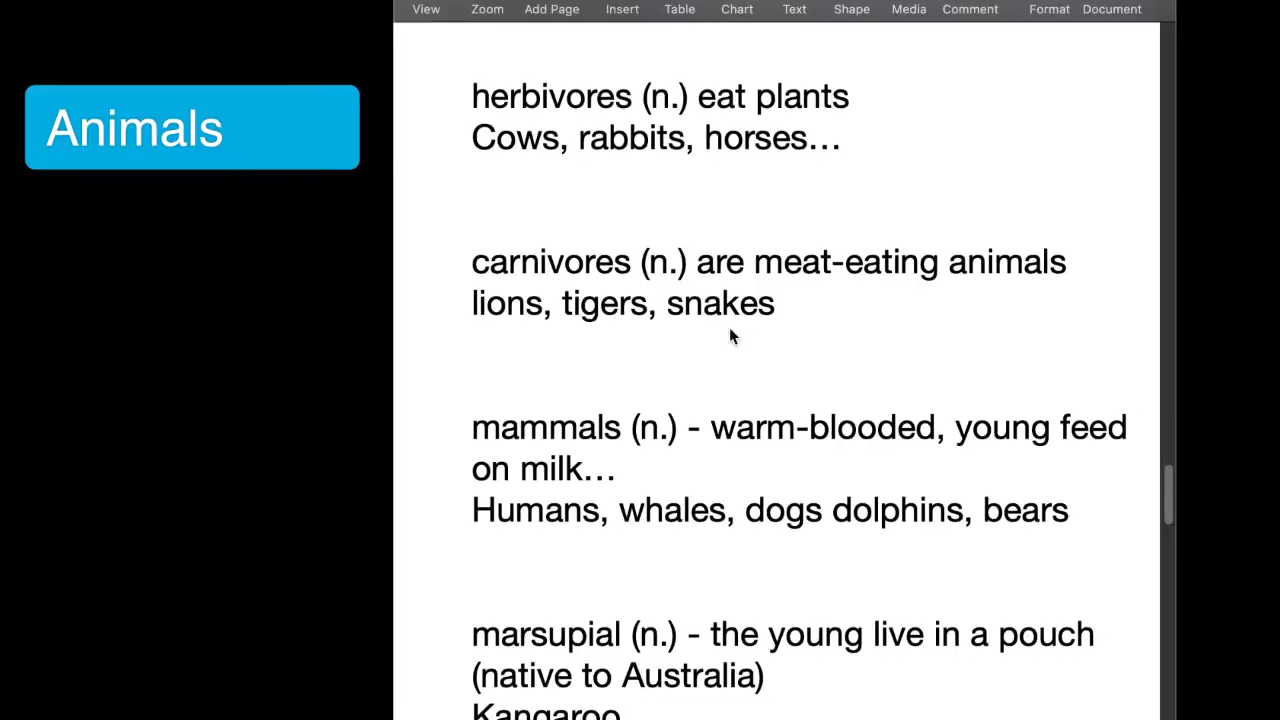 View Zoom Add Page Insert Table Chart Text Shape Media Comment Format Document
Animals
herbivores (n.) eat plants
Cows, rabbits, horses…
carnivores (n.) are meat-eating animals
lions, tigers, snakes
mammals (n.) - warm-blooded, young feed
on milk…
Humans, whales, dogs dolphins, bears
marsupial (n.) - the young live in a pouch
(native to Australia)
Kangaroo